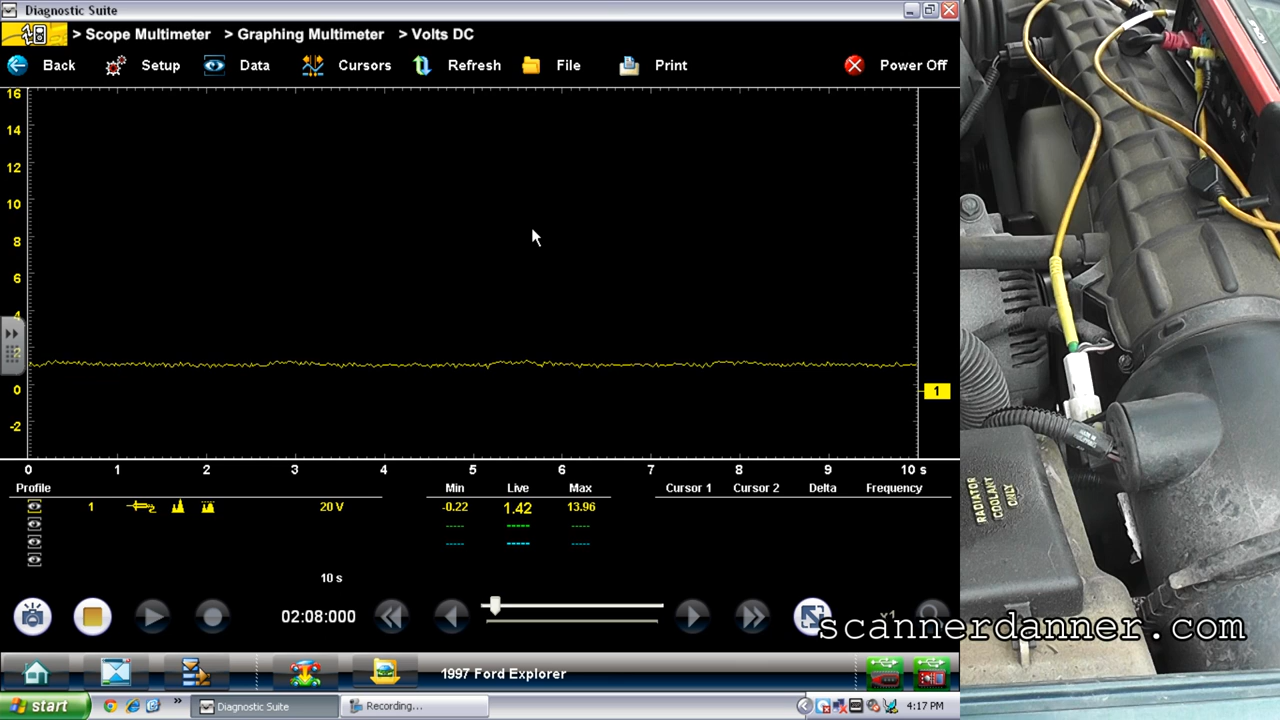 Diagnostic Suite
> Scope Multimeter > Graphing Multimeter > Volts DC
Back Setup Data Cursors Refresh File Print Power Off
16
14
12
10
8
6
4
2
0
-2
1
0 1 2 3 4 5 6 7 8 9 10 s
Profile Min Live Max Cursor 1 Cursor 2 Delta Frequency
1 20 V -0.22 1.42 13.96
10 s
02:08:000 x1
1997 Ford Explorer
start Diagnostic Suite Recording... 4:17 PM
RADIATOR
COOLANT
ONLY
scannerdanner.com